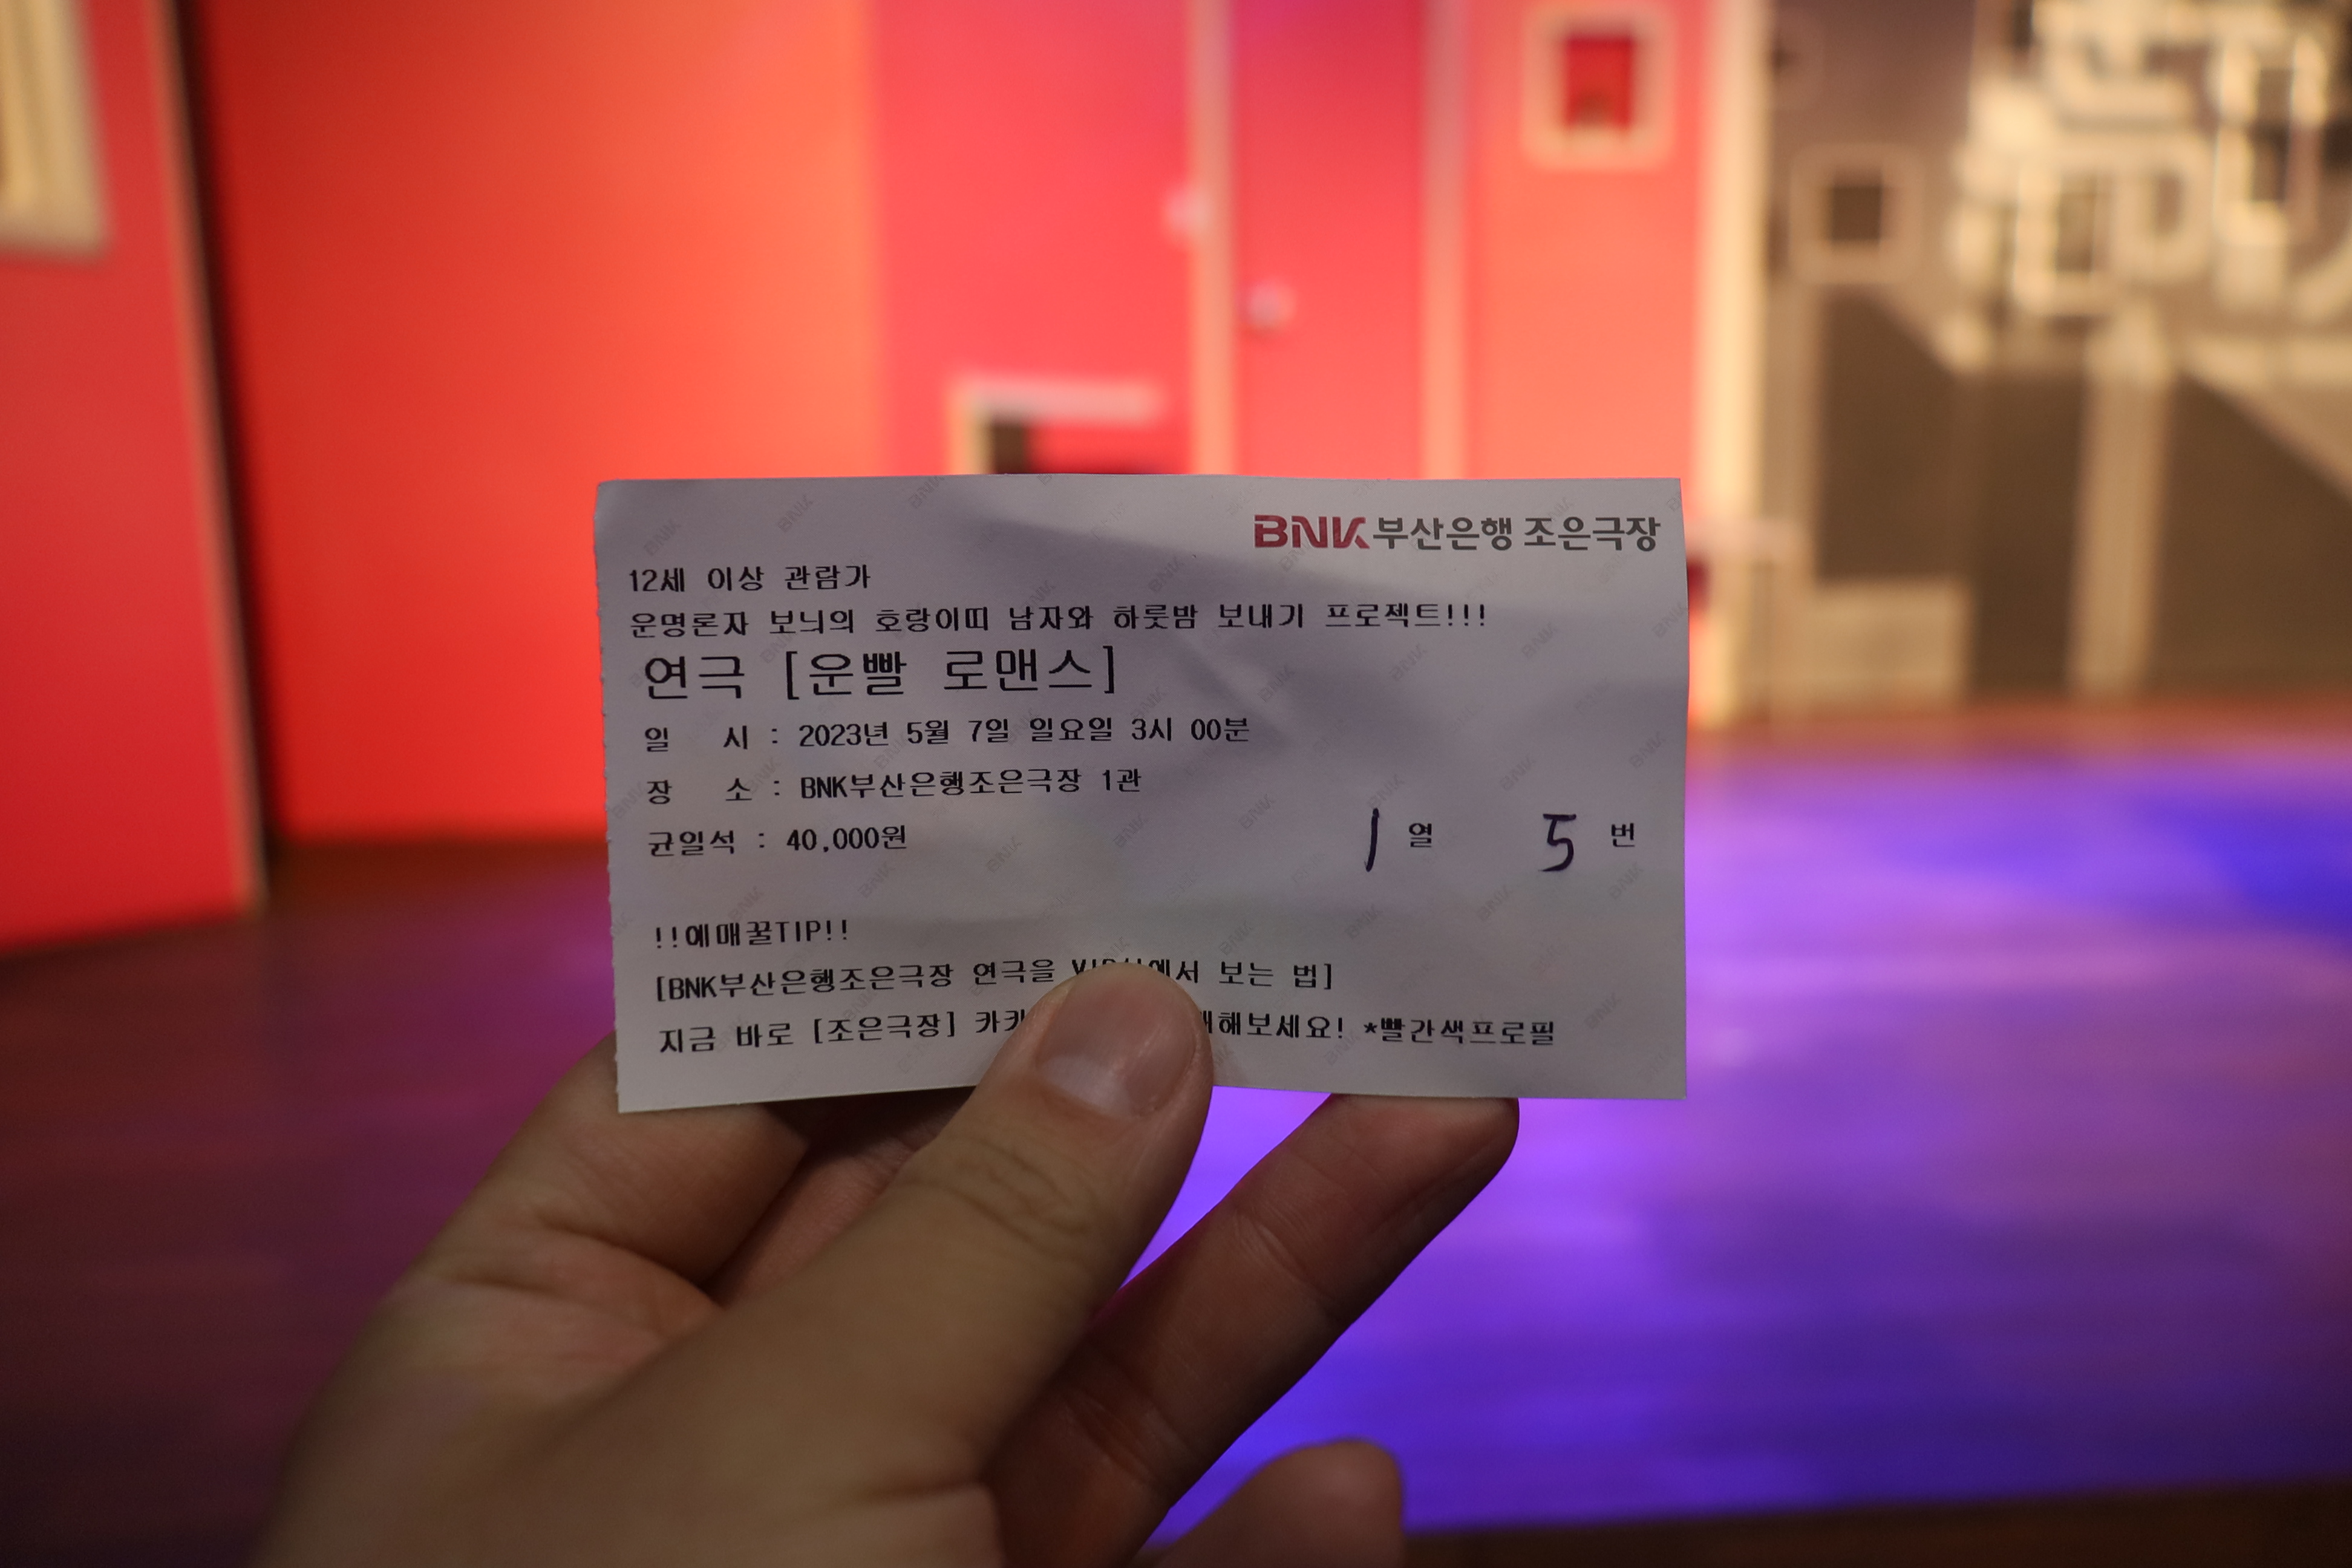 BNK부산은행 조은극장
12세 이상 관람가
운명론자 보늬의 호랑이띠 남자와 하룻밤 보내기 프로젝트!!!
연극 [운빨 로맨스]
일 시 : 2023년 5월 7일 일요일 3시 00분
장 소 : BNK부산은행조은극장 1관
균일석 : 40,000원 1 열 5 번
!!예매꿀TIP!!
[BNK부산은행조은극장 연극을 보는 법]
지금 바로 [조은극장] *빨간색프로필